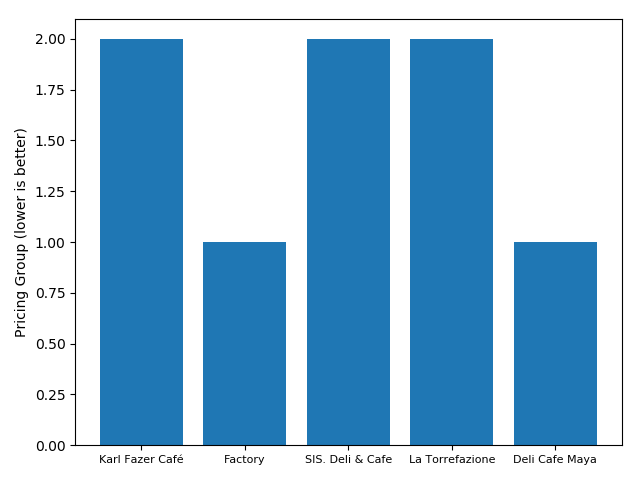 Pricing Group (lower is better)
2.00
1.75
1.50
1.25
1.00
0.75
0.50
0.25
0.00
Karl Fazer Café
Factory
SIS. Deli & Cafe
La Torrefazione
Deli Cafe Maya